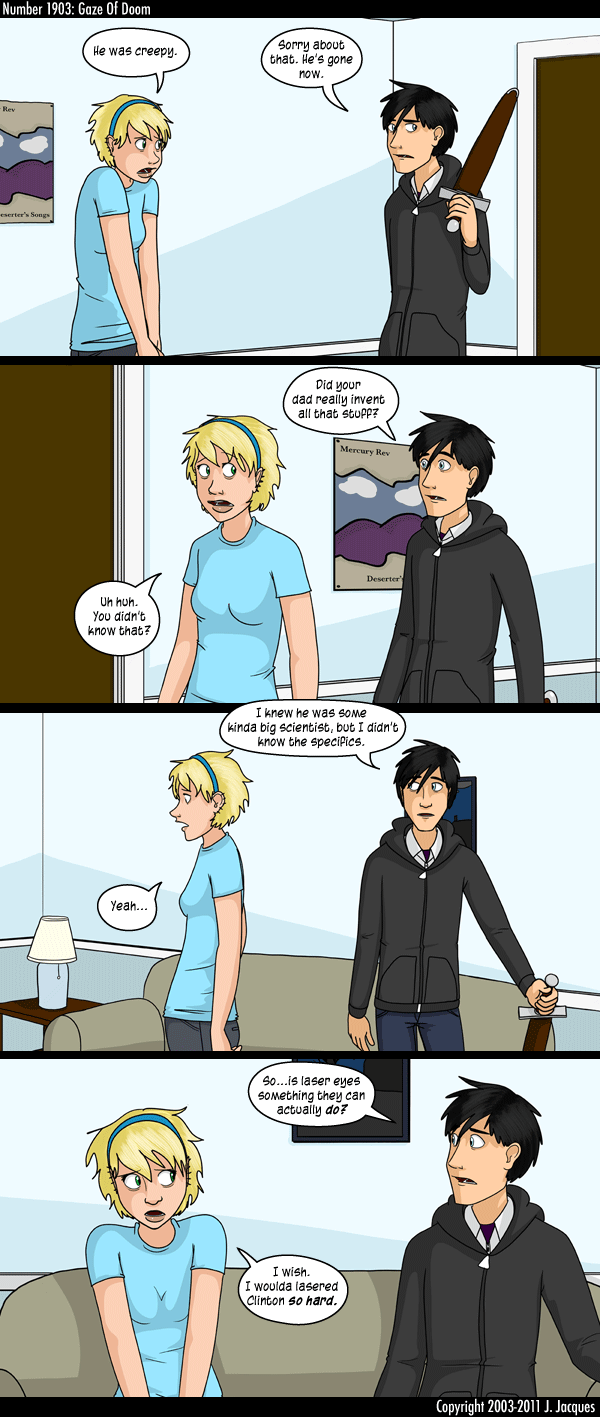 Number 1903: Gaze Of Doom
He was creepy.
Sorry about
that. He's gone
now.
Rev
eserter's Songs
Did your
dad really invent
all that stuff?
Mercury Rev
Deserter's
Uh huh.
You didn't
know that?
I knew he was some
kinda big scientist, but I didn't
know the specifics.
Yeah...
So...is laser eyes
something they can
actually do?
I wish.
I woulda lasered
Clinton so hard.
Copyright 2003-2011 J. Jacques